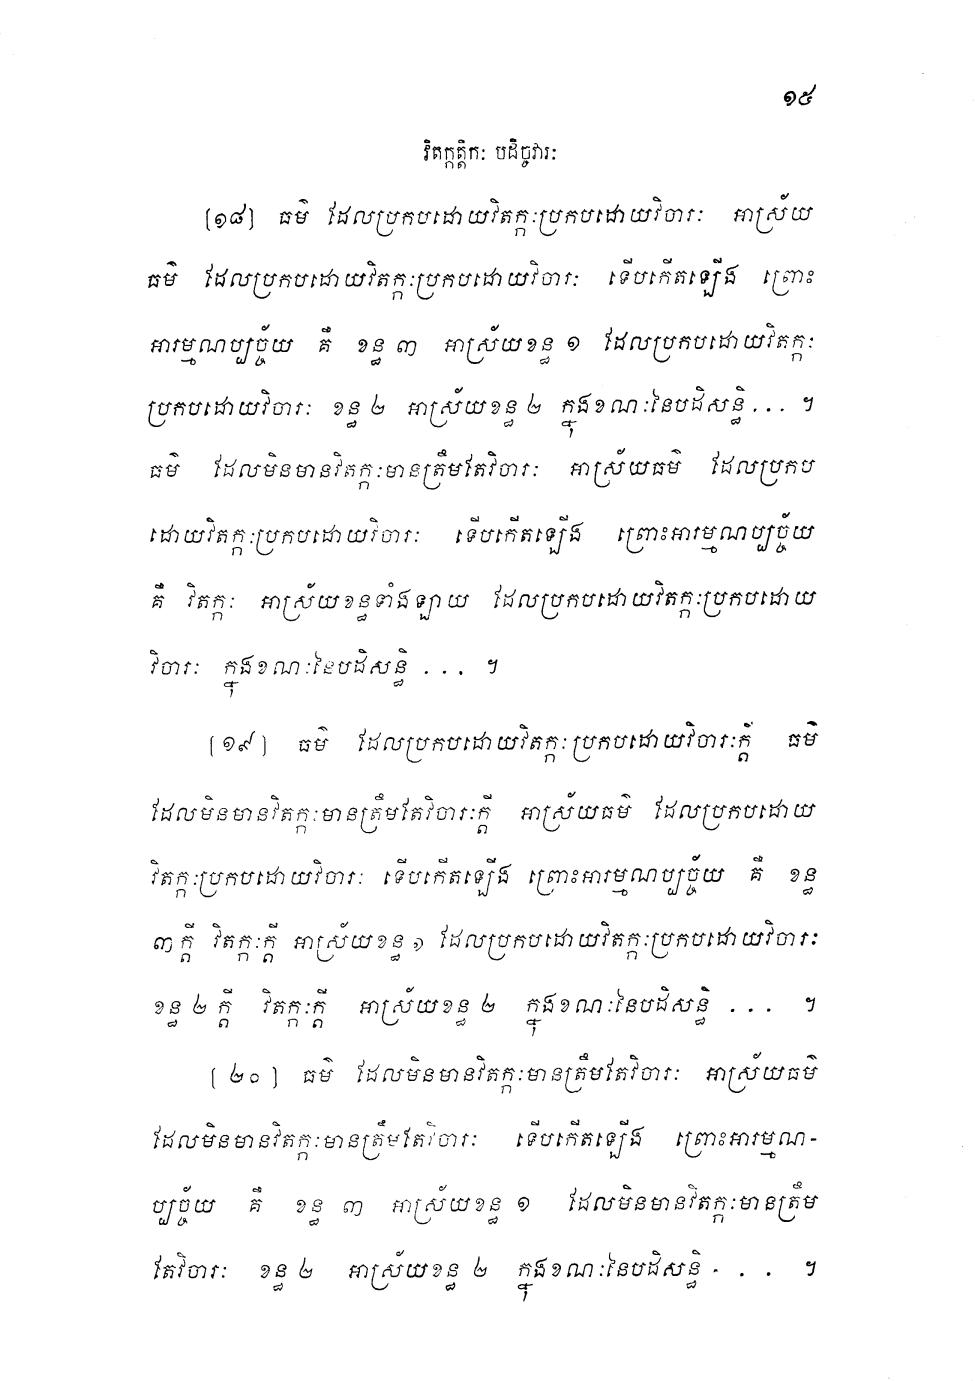 ១៥
វិតក្កត្តិកៈ បដិច្ចវារៈ
[១៨] ធម៌ ដែលប្រកបដោយវិតក្កៈប្រកបដោយវិចារៈ អាស្រ័យ
ធម៌ ដែលប្រកបដោយវិតក្កៈប្រកបដោយវិចារៈ ទើបកើតឡើង ព្រោះ
អារម្មណប្បច្ច័យ គឺ ខន្ធ ៣ អាស្រ័យខន្ធ ១ ដែលប្រកបដោយវិតក្កៈ
ប្រកបដោយវិចារៈ ខន្ធ ២ អាស្រ័យខន្ធ ២ ក្នុងខណៈនៃបដិសន្ធិ ... ។
ធម៌ ដែលមិនមានវិតក្កៈមានត្រឹមតែវិចារៈ អាស្រ័យធម៌ ដែលប្រកប
ដោយវិតក្កៈប្រកបដោយវិចារៈ ទើបកើតឡើង ព្រោះអារម្មណប្បច្ច័យ
គឺ វិតក្កៈ អាស្រ័យខន្ធទាំងឡាយ ដែលប្រកបដោយវិតក្កៈប្រកបដោយ
វិចារៈ ក្នុងខណៈនៃបដិសន្ធិ ... ។
[១៩] ធម៌ ដែលប្រកបដោយវិតក្កៈប្រកបដោយវិចារៈក្តី ធម៌
ដែលមិនមានវិតក្កៈមានត្រឹមតែវិចារៈក្តី អាស្រ័យធម៌ ដែលប្រកបដោយ
វិតក្កៈប្រកបដោយវិចារៈ ទើបកើតឡើង ព្រោះអារម្មណប្បច្ច័យ គឺ ខន្ធ
៣ ក្តី វិតក្កៈក្តី អាស្រ័យខន្ធ ១ ដែលប្រកបដោយវិតក្កៈប្រកបដោយវិចារៈ
ខន្ធ ២ ក្តី វិតក្កៈក្តី អាស្រ័យខន្ធ ២ ក្នុងខណៈនៃបដិសន្ធិ ... ។
[២០] ធម៌ ដែលមិនមានវិតក្កៈមានត្រឹមតែវិចារៈ អាស្រ័យធម៌
ដែលមិនមានវិតក្កៈមានត្រឹមតែវិចារៈ ទើបកើតឡើង ព្រោះអារម្មណ-
ប្បច្ច័យ គឺ ខន្ធ ៣ អាស្រ័យខន្ធ ១ ដែលមិនមានវិតក្កៈមានត្រឹម
តែវិចារៈ ខន្ធ ២ អាស្រ័យខន្ធ ២ ក្នុងខណៈនៃបដិសន្ធិ ... ។